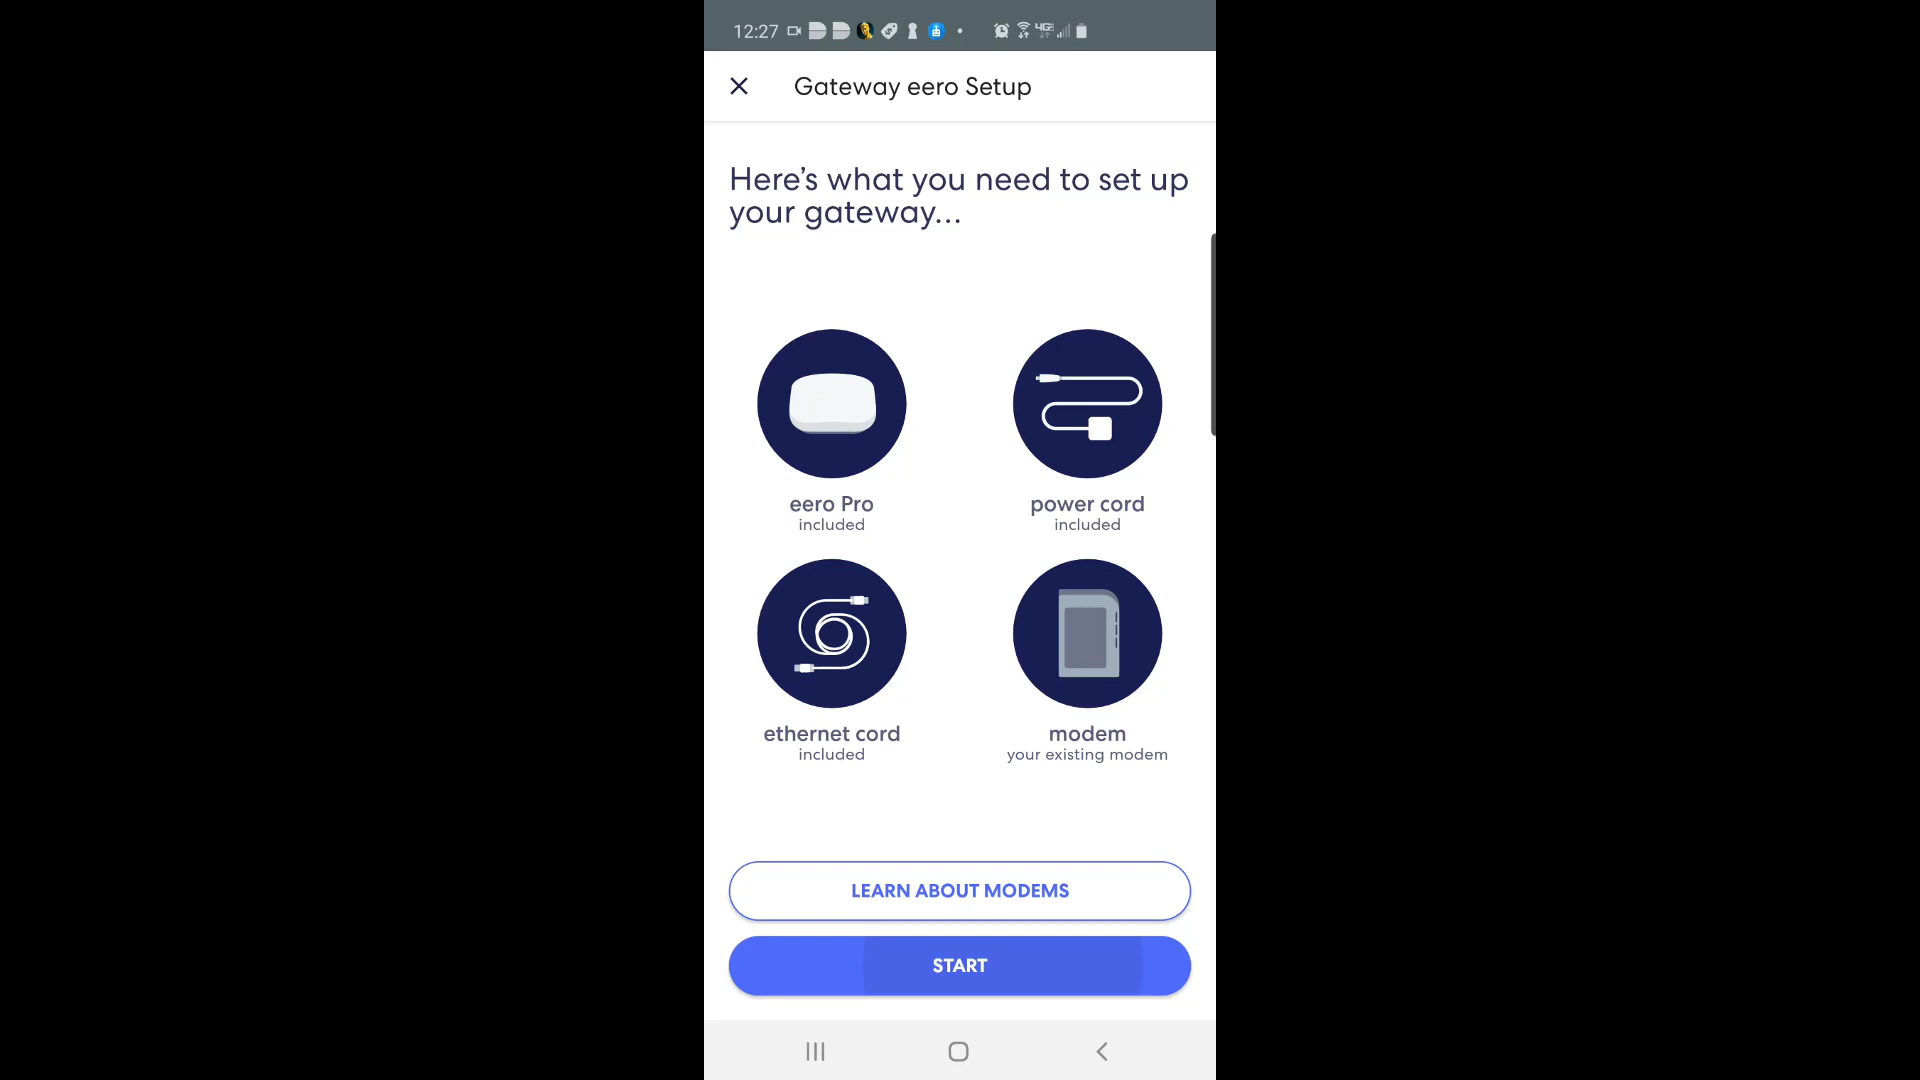 12:27
Gateway eero Setup
Here's what you need to set up
your gateway...
eero Pro
included
power cord
included
ethernet cord
included
modem
your existing modem
LEARN ABOUT MODEMS
START